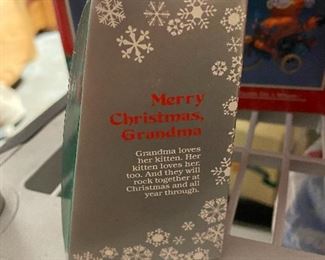 Merry
Christmas,
Grandma
Grandma loves
her kitten. Her
kitten loves her,
too. And they will
rock together at
Christmas and all
year through.